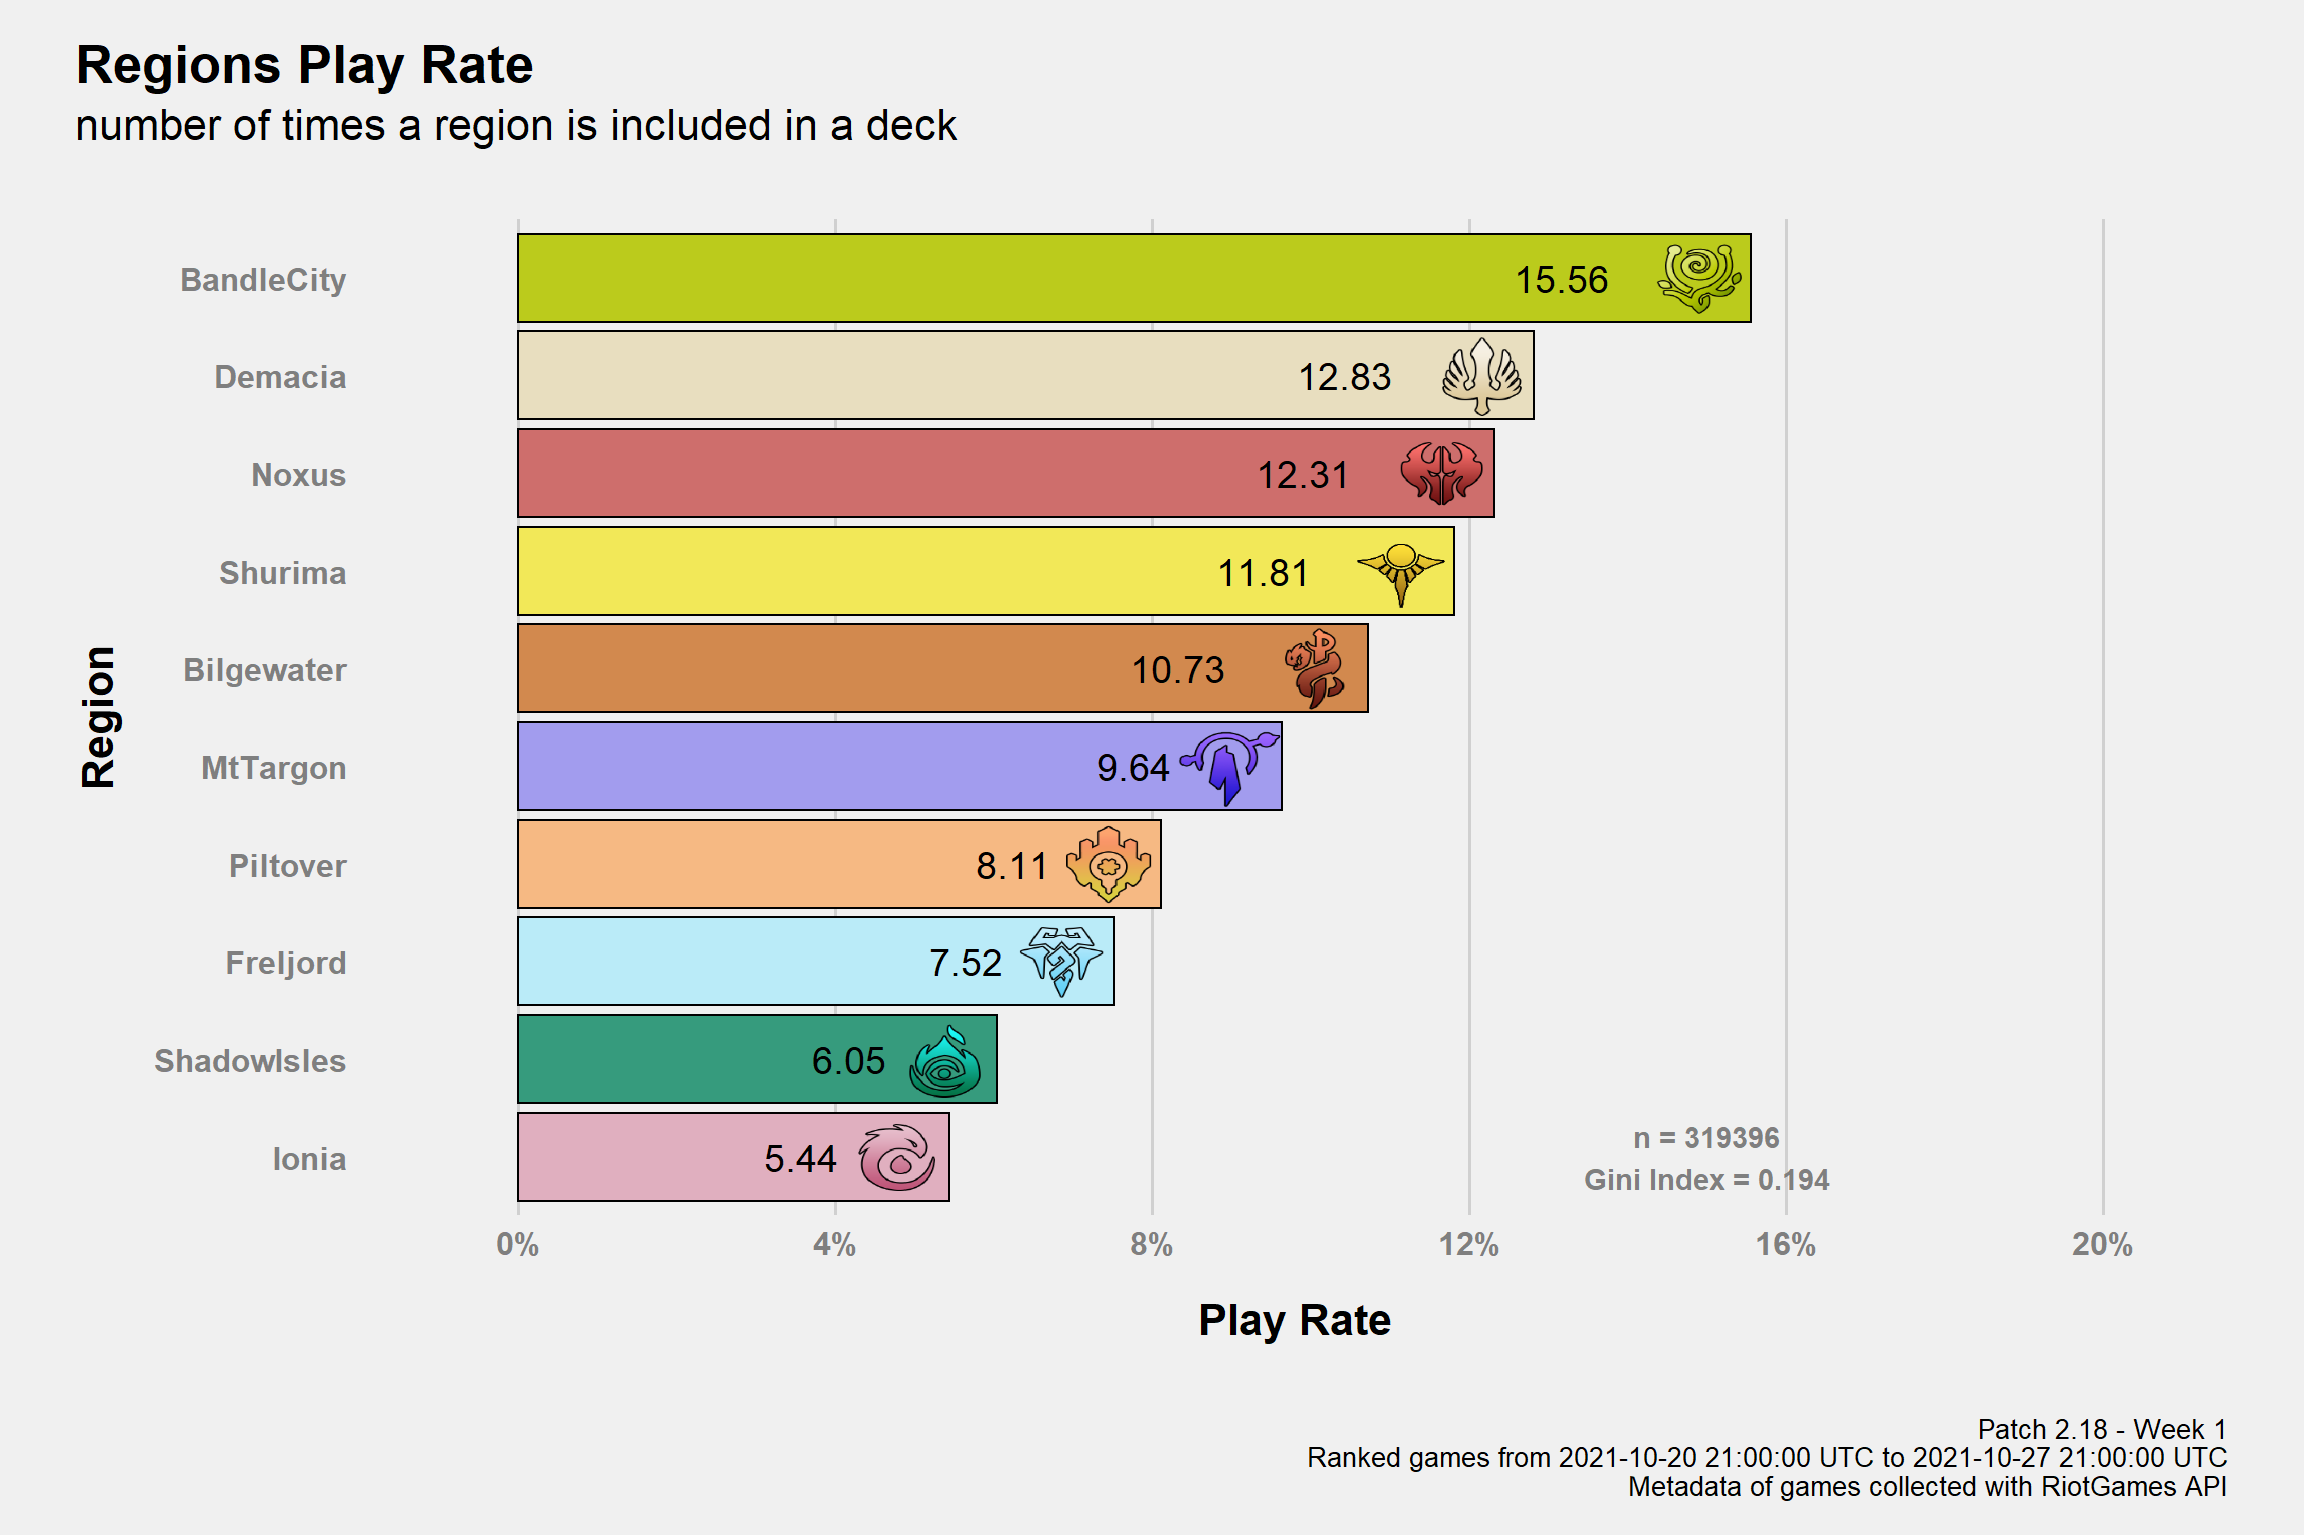 Regions Play Rate
number of times a region is included in a deck
Region
BandleCity 15.56
Demacia 12.83
Noxus 12.31
Shurima 11.81
Bilgewater 10.73
MtTargon 9.64
Piltover 8.11
Freljord 7.52
ShadowIsles 6.05
Ionia 5.44
n = 319396
Gini Index = 0.194
0% 4% 8% 12% 16% 20%
Play Rate
Patch 2.18 - Week 1
Ranked games from 2021-10-20 21:00:00 UTC to 2021-10-27 21:00:00 UTC
Metadata of games collected with RiotGames API